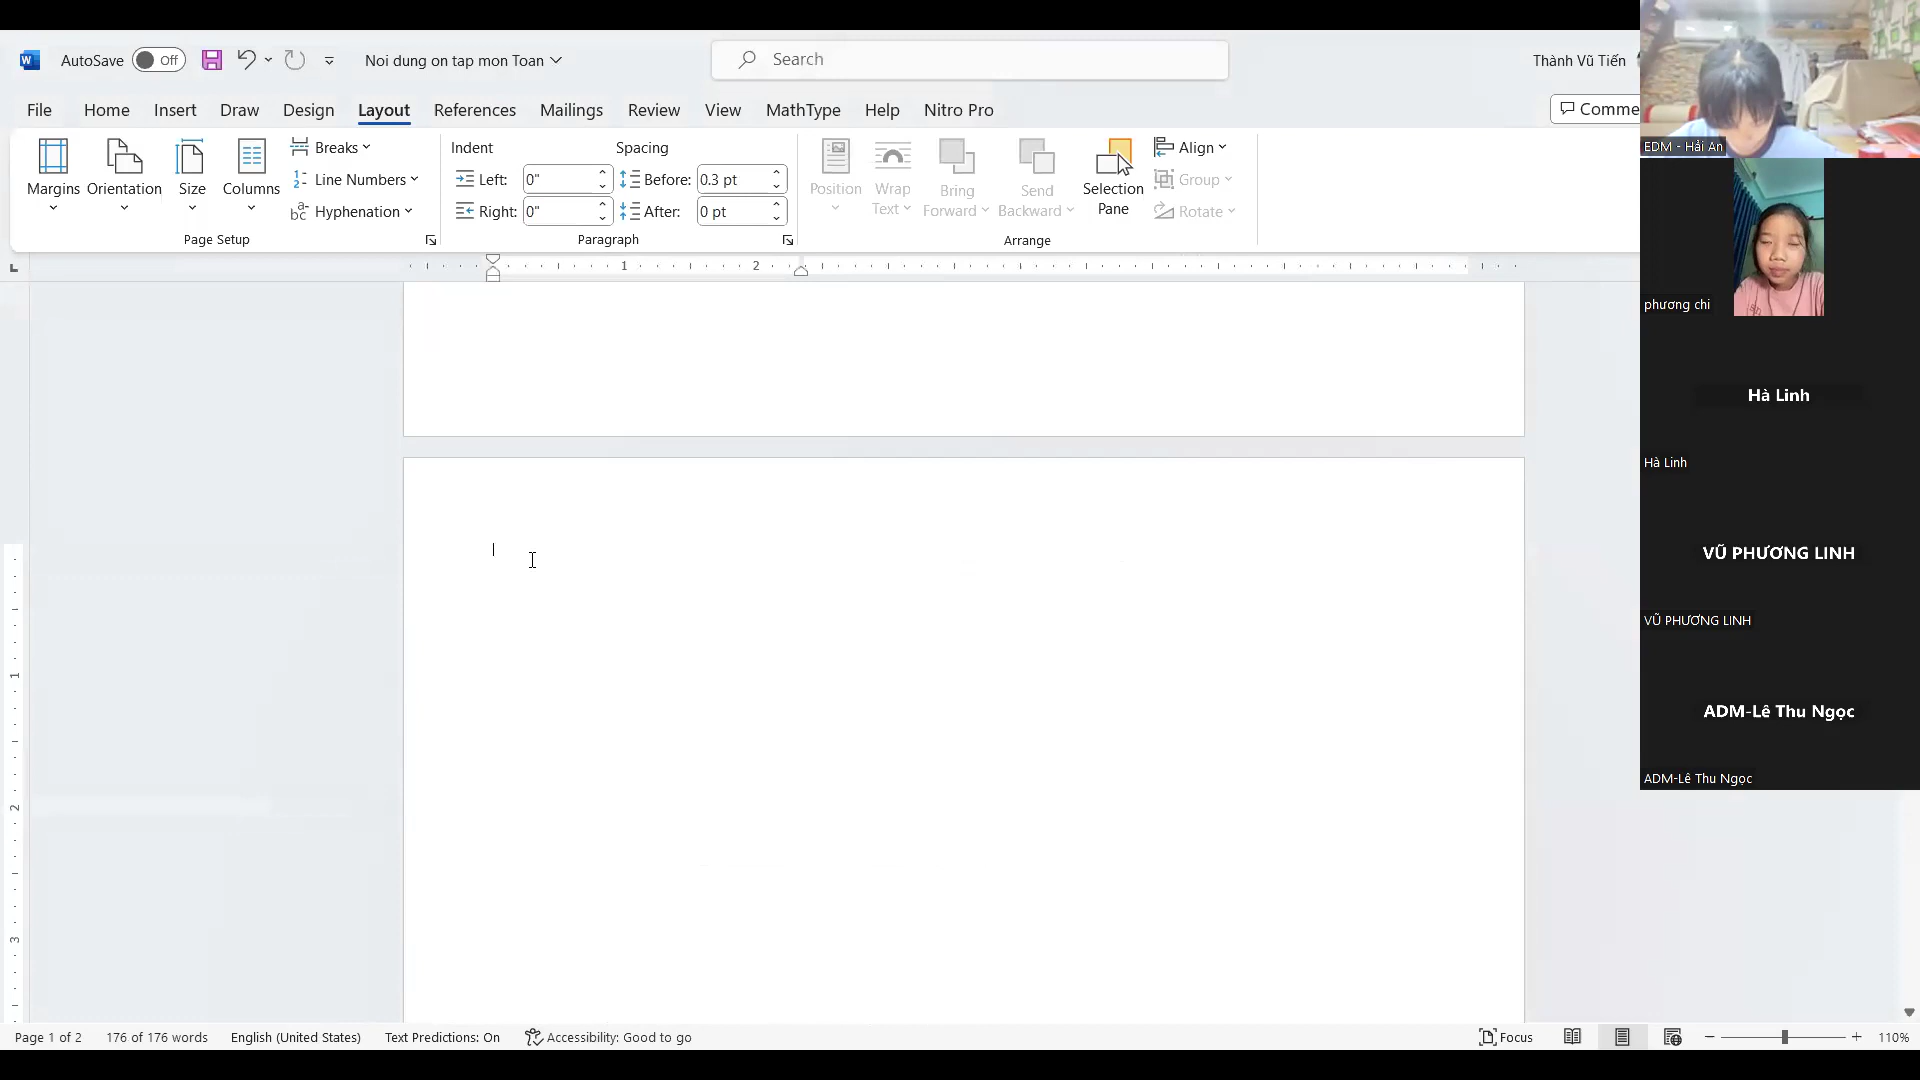 AutoSave Off Noi dung on tap mon Toan Search Thành Vũ Tiến
File Home Insert Draw Design Layout References Mailings Review View MathType Help Nitro Pro Comme
Margins Orientation Size Columns
Breaks
Line Numbers
Hyphenation
Page Setup
Indent Spacing
Left: 0" Before: 0.3 pt
Right: 0" After: 0 pt
Paragraph
Position Wrap Text Bring Forward Send Backward Selection Pane
Align
Group
Rotate
Arrange
1 2
1
2
3
EDM - Hải An
phương chi
Hà Linh
Hà Linh
VŨ PHƯƠNG LINH
VŨ PHƯƠNG LINH
ADM-Lê Thu Ngọc
ADM-Lê Thu Ngọc
Page 1 of 2 176 of 176 words English (United States) Text Predictions: On Accessibility: Good to go Focus 110%